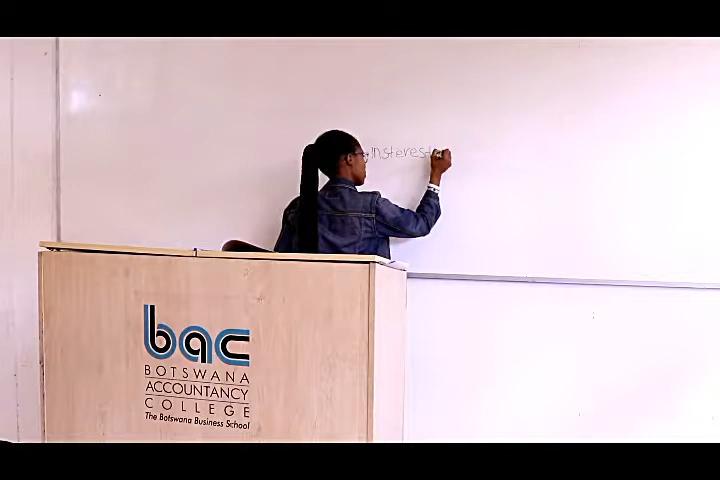 insterest
bac
BOTSWANA
ACCOUNTANCY
COLLEGE
The Botswana Business School